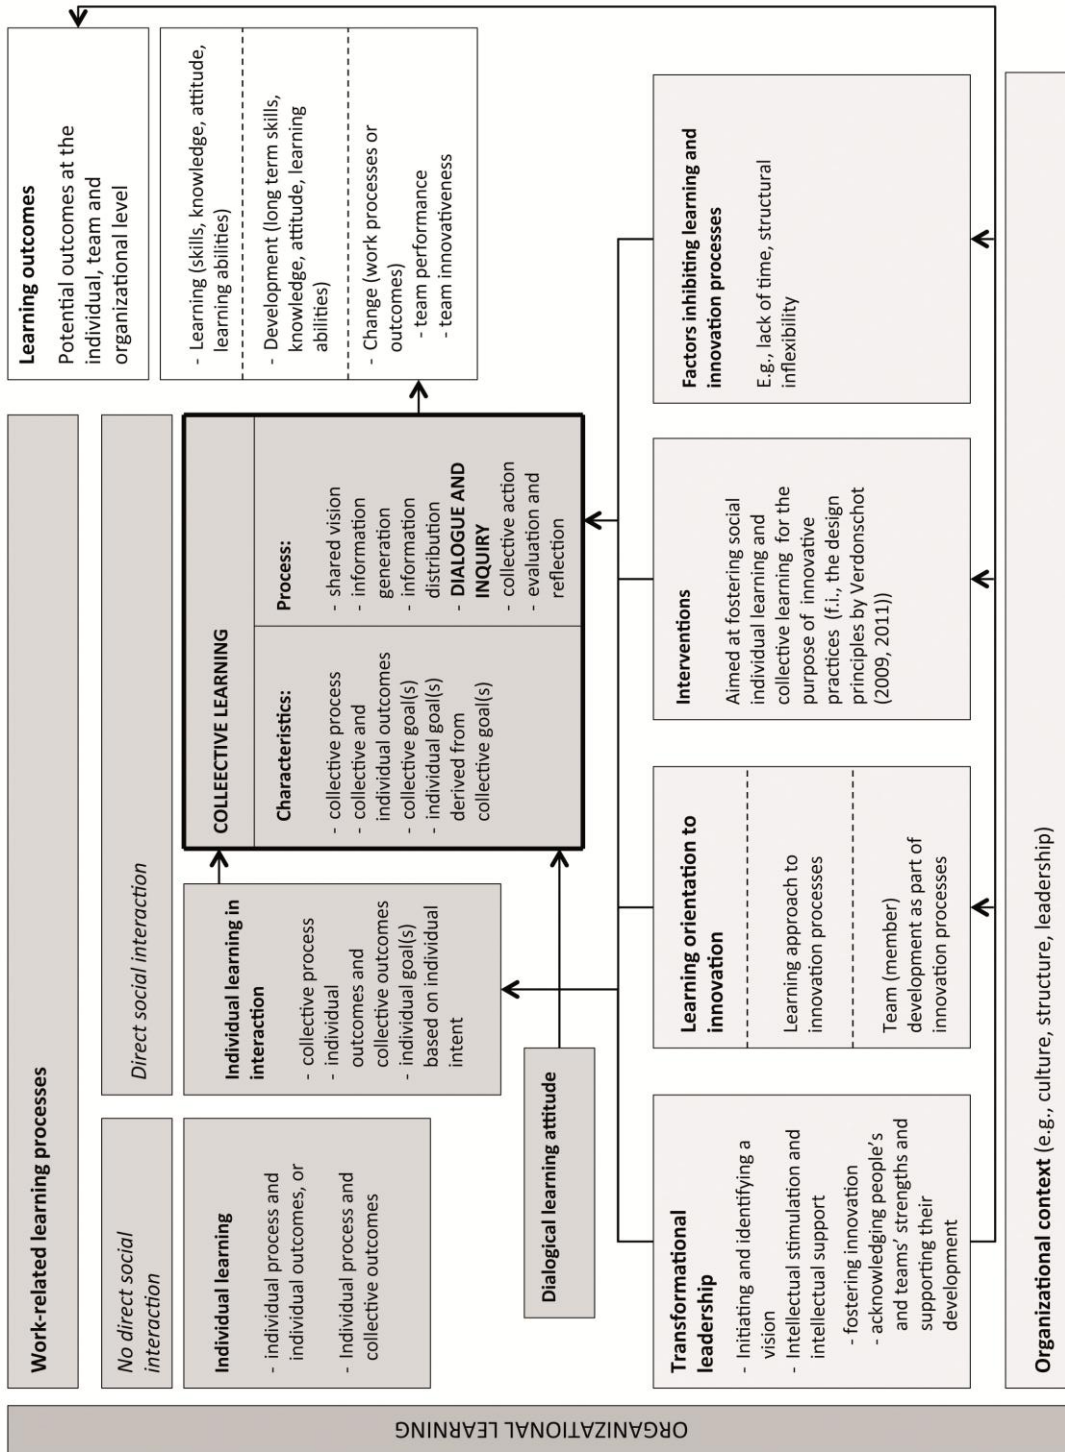 ORGANIZATIONAL LEARNING
Work-related learning processes
No direct social
interaction
Direct social interaction
Individual learning
- individual process and
individual outcomes, or
- Individual process and
collective outcomes
Individual learning in
interaction
- collective process
- individual
outcomes and
collective outcomes
- individual goal(s)
based on individual
intent
COLLEECTIVE LEARNING
Characteristics:
- collective process
- collective and
individual outcomes
- collective goal(s)
- individual goal(s)
derived from
collective goal(s)
Process:
- shared vision
- information
generation
- information
distribution
- DIALOGUE AND
INQUIRY
- collective action
- evaluation and
reflection
Learning outcomes
Potential outcomes at the
individual, team and
organizational level
- Learning (skills, knowledge, attitude,
learning abilities)
- Development (long term skills,
knowledge, attitude, learning
abilities)
- Change (work processes or
outcomes)
- team performance
- team innovativeness
Dialogical learning attitude
Transformational
leadership
- Initiating and identifying a
vision
- Intellectual stimulation and
intellectual support
- fostering innovation
- acknowledging people's
and teams' strengths and
supporting their
development
Learning orientation to
innovation
Learning approach to
innovation processes
Team (member)
development as part of
innovation processes
Interventions
Aimed at fostering social
individual learning and
collective learning for the
purpose of innovative
practices (f.i., the design
principles by Verdonschot
(2009, 2011))
Factors inhibiting learning and
innovation processes
E.g., lack of time, structural
inflexibility
Organizational context (e.g., culture, structure, leadership)